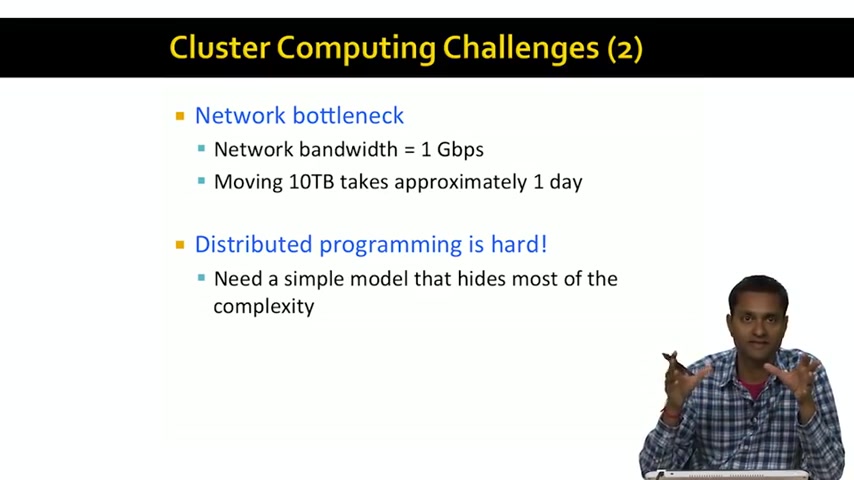 Cluster Computing Challenges (2)
Network bottleneck
Network bandwidth = 1 Gbps
Moving 10TB takes approximately 1 day
Distributed programming is hard!
Need a simple model that hides most of the
complexity